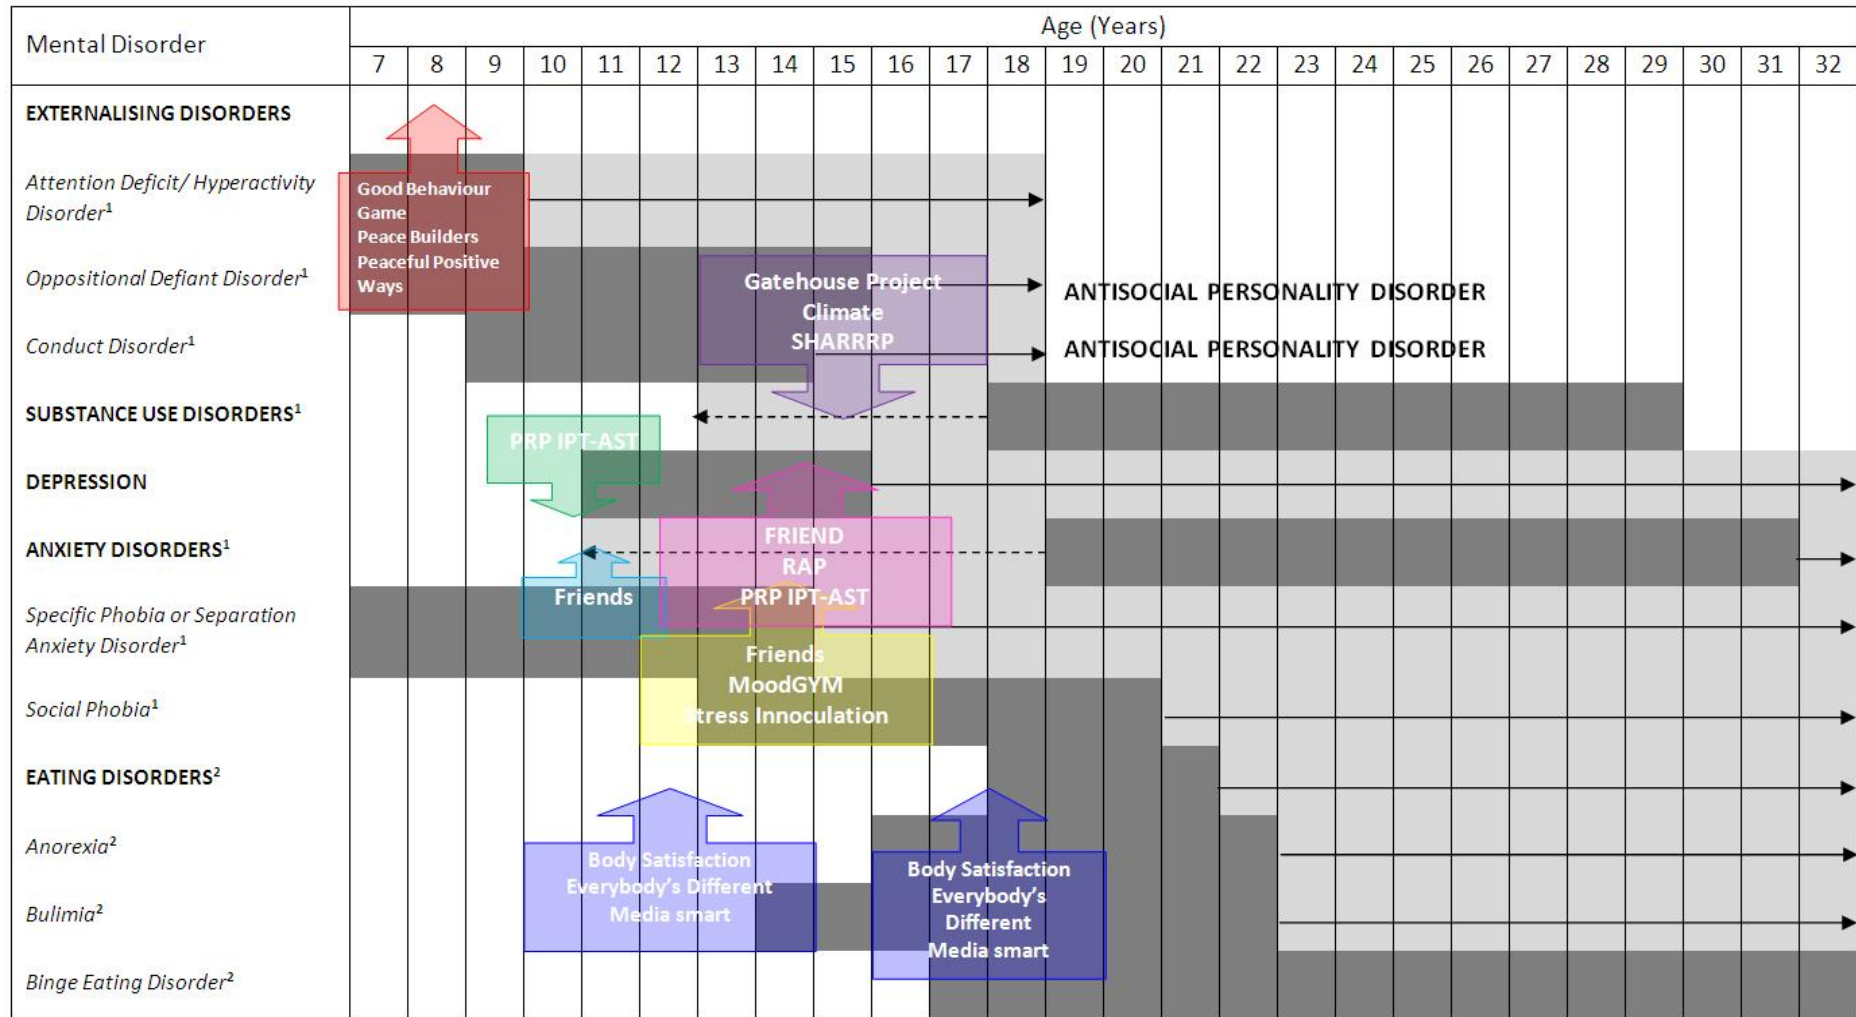 Mental Disorder
Age (Years)
7 8 9 10 11 12 13 14 15 16 17 18 19 20 21 22 23 24 25 26 27 28 29 30 31 32
EXTERNALISING DISORDERS
Attention Deficit/ Hyperactivity
Disorder¹
Good Behaviour
Game
Peace Builders
Peaceful Positive
Ways
Oppositional Defiant Disorder¹
Gatehouse Project
Climate
SHARRRP
ANTISOCIAL PERSONALITY DISORDER
Conduct Disorder¹
ANTISOCIAL PERSONALITY DISORDER
SUBSTANCE USE DISORDERS¹
PRP IPT-AST
DEPRESSION
ANXIETY DISORDERS¹
FRIEND
RAP
PRP IPT-AST
Friends
Specific Phobia or Separation
Anxiety Disorder¹
Friends
MoodGYM
Stress Innoculation
Social Phobia¹
EATING DISORDERS²
Anorexia²
Body Satisfaction
Everybody's Different
Media smart
Body Satisfaction
Everybody's
Different
Media smart
Bulimia²
Binge Eating Disorder²